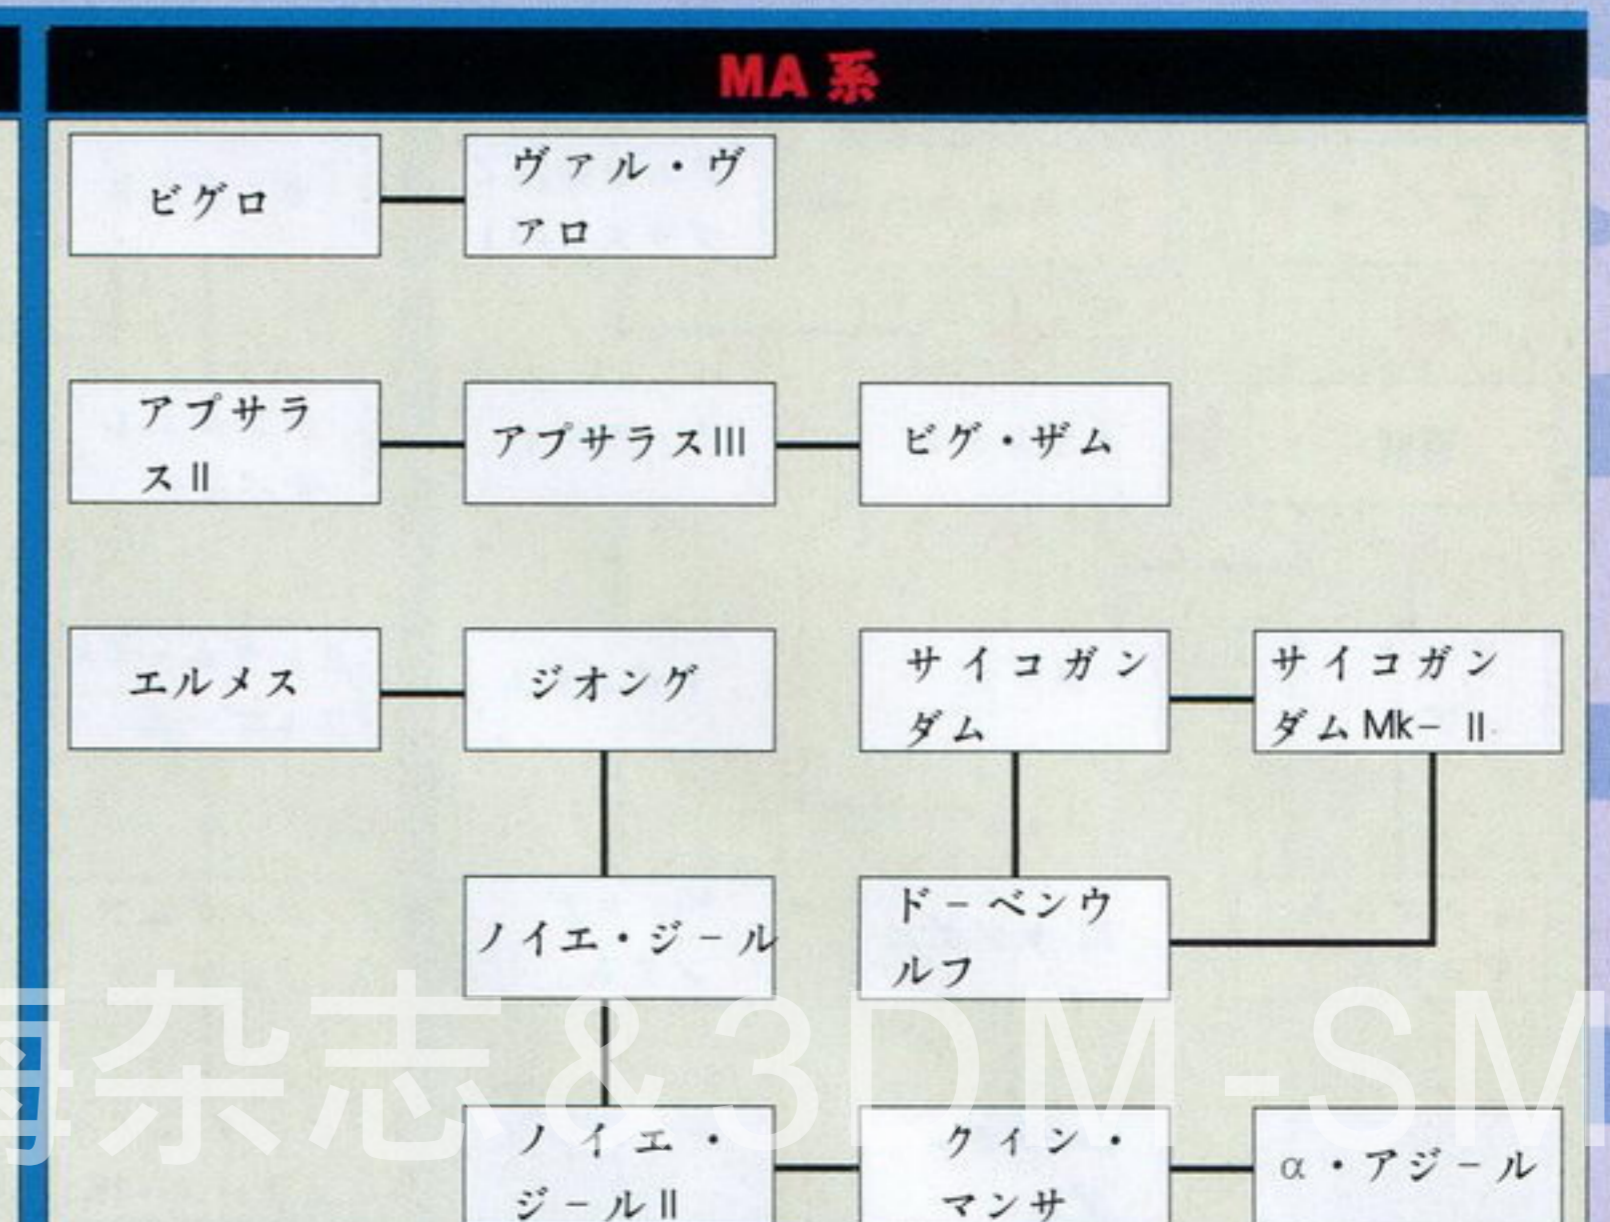 MA系
ビグロ
ヴァル・ヴ
ァロ
アプサラ
スⅡ
アプサラスⅢ
ビグ・ザム
エルメス
ジオング
サイコガン
ダム
サイコガン
ダムMk-Ⅱ
ノイエ・ジール
ドーベンウ
ルフ
ノイエ・
ジールⅡ
クィン・
マンサ
α・アジール
杂志&3DM-SM